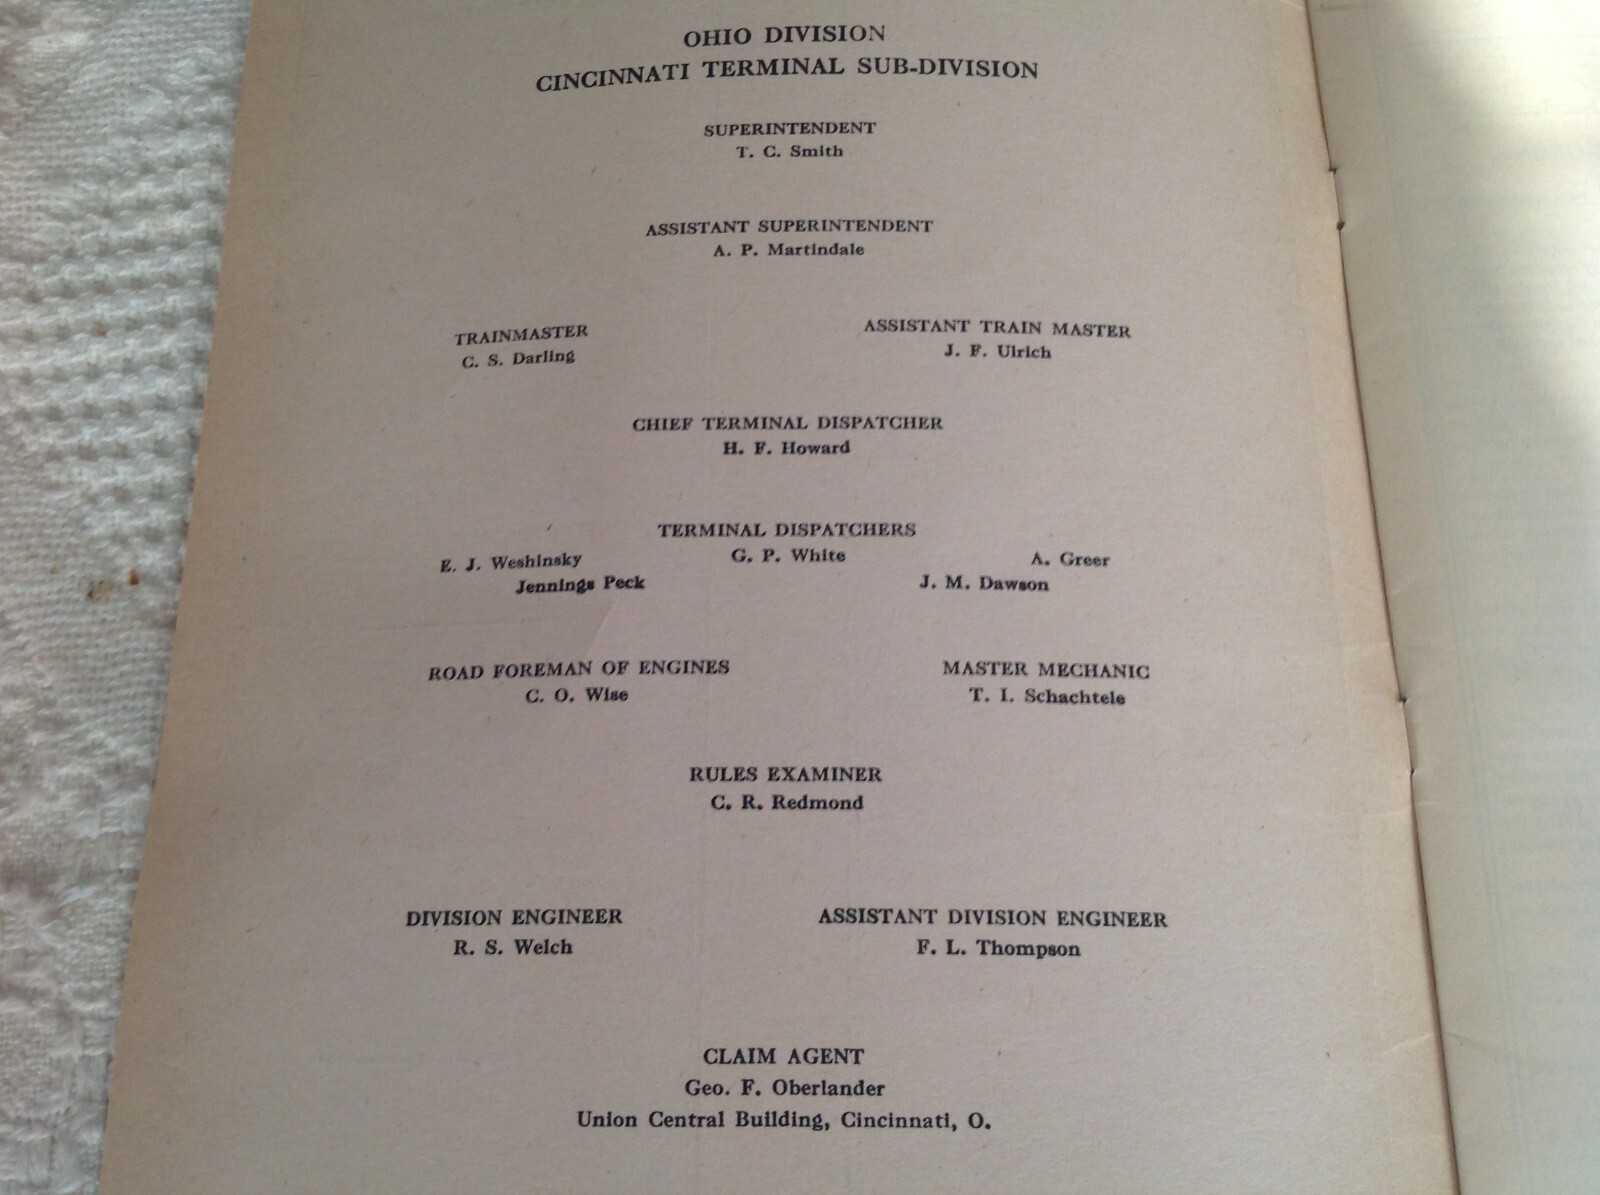 OHIO DIVISION
CINCINNATI TERMINAL SUB-DIVISION
SUPERINTENDENT
T. C. Smith
ASSISTANT SUPERINTENDENT
A. P. Martindale
TRAINMASTER
C. S. Darling
ASSISTANT TRAIN MASTER
J. F. Ulrich
CHIEF TERMINAL DISPATCHER
H. F. Howard
TERMINAL DISPATCHERS
E. J. Weshinsky G. P. White A. Greer
Jennings Peck J. M. Dawson
ROAD FOREMAN OF ENGINES
C. O. Wise
MASTER MECHANIC
T. I. Schachtele
RULES EXAMINER
C. R. Redmond
DIVISION ENGINEER
R. S. Welch
ASSISTANT DIVISION ENGINEER
F. L. Thompson
CLAIM AGENT
Geo. F. Oberlander
Union Central Building, Cincinnati, O.